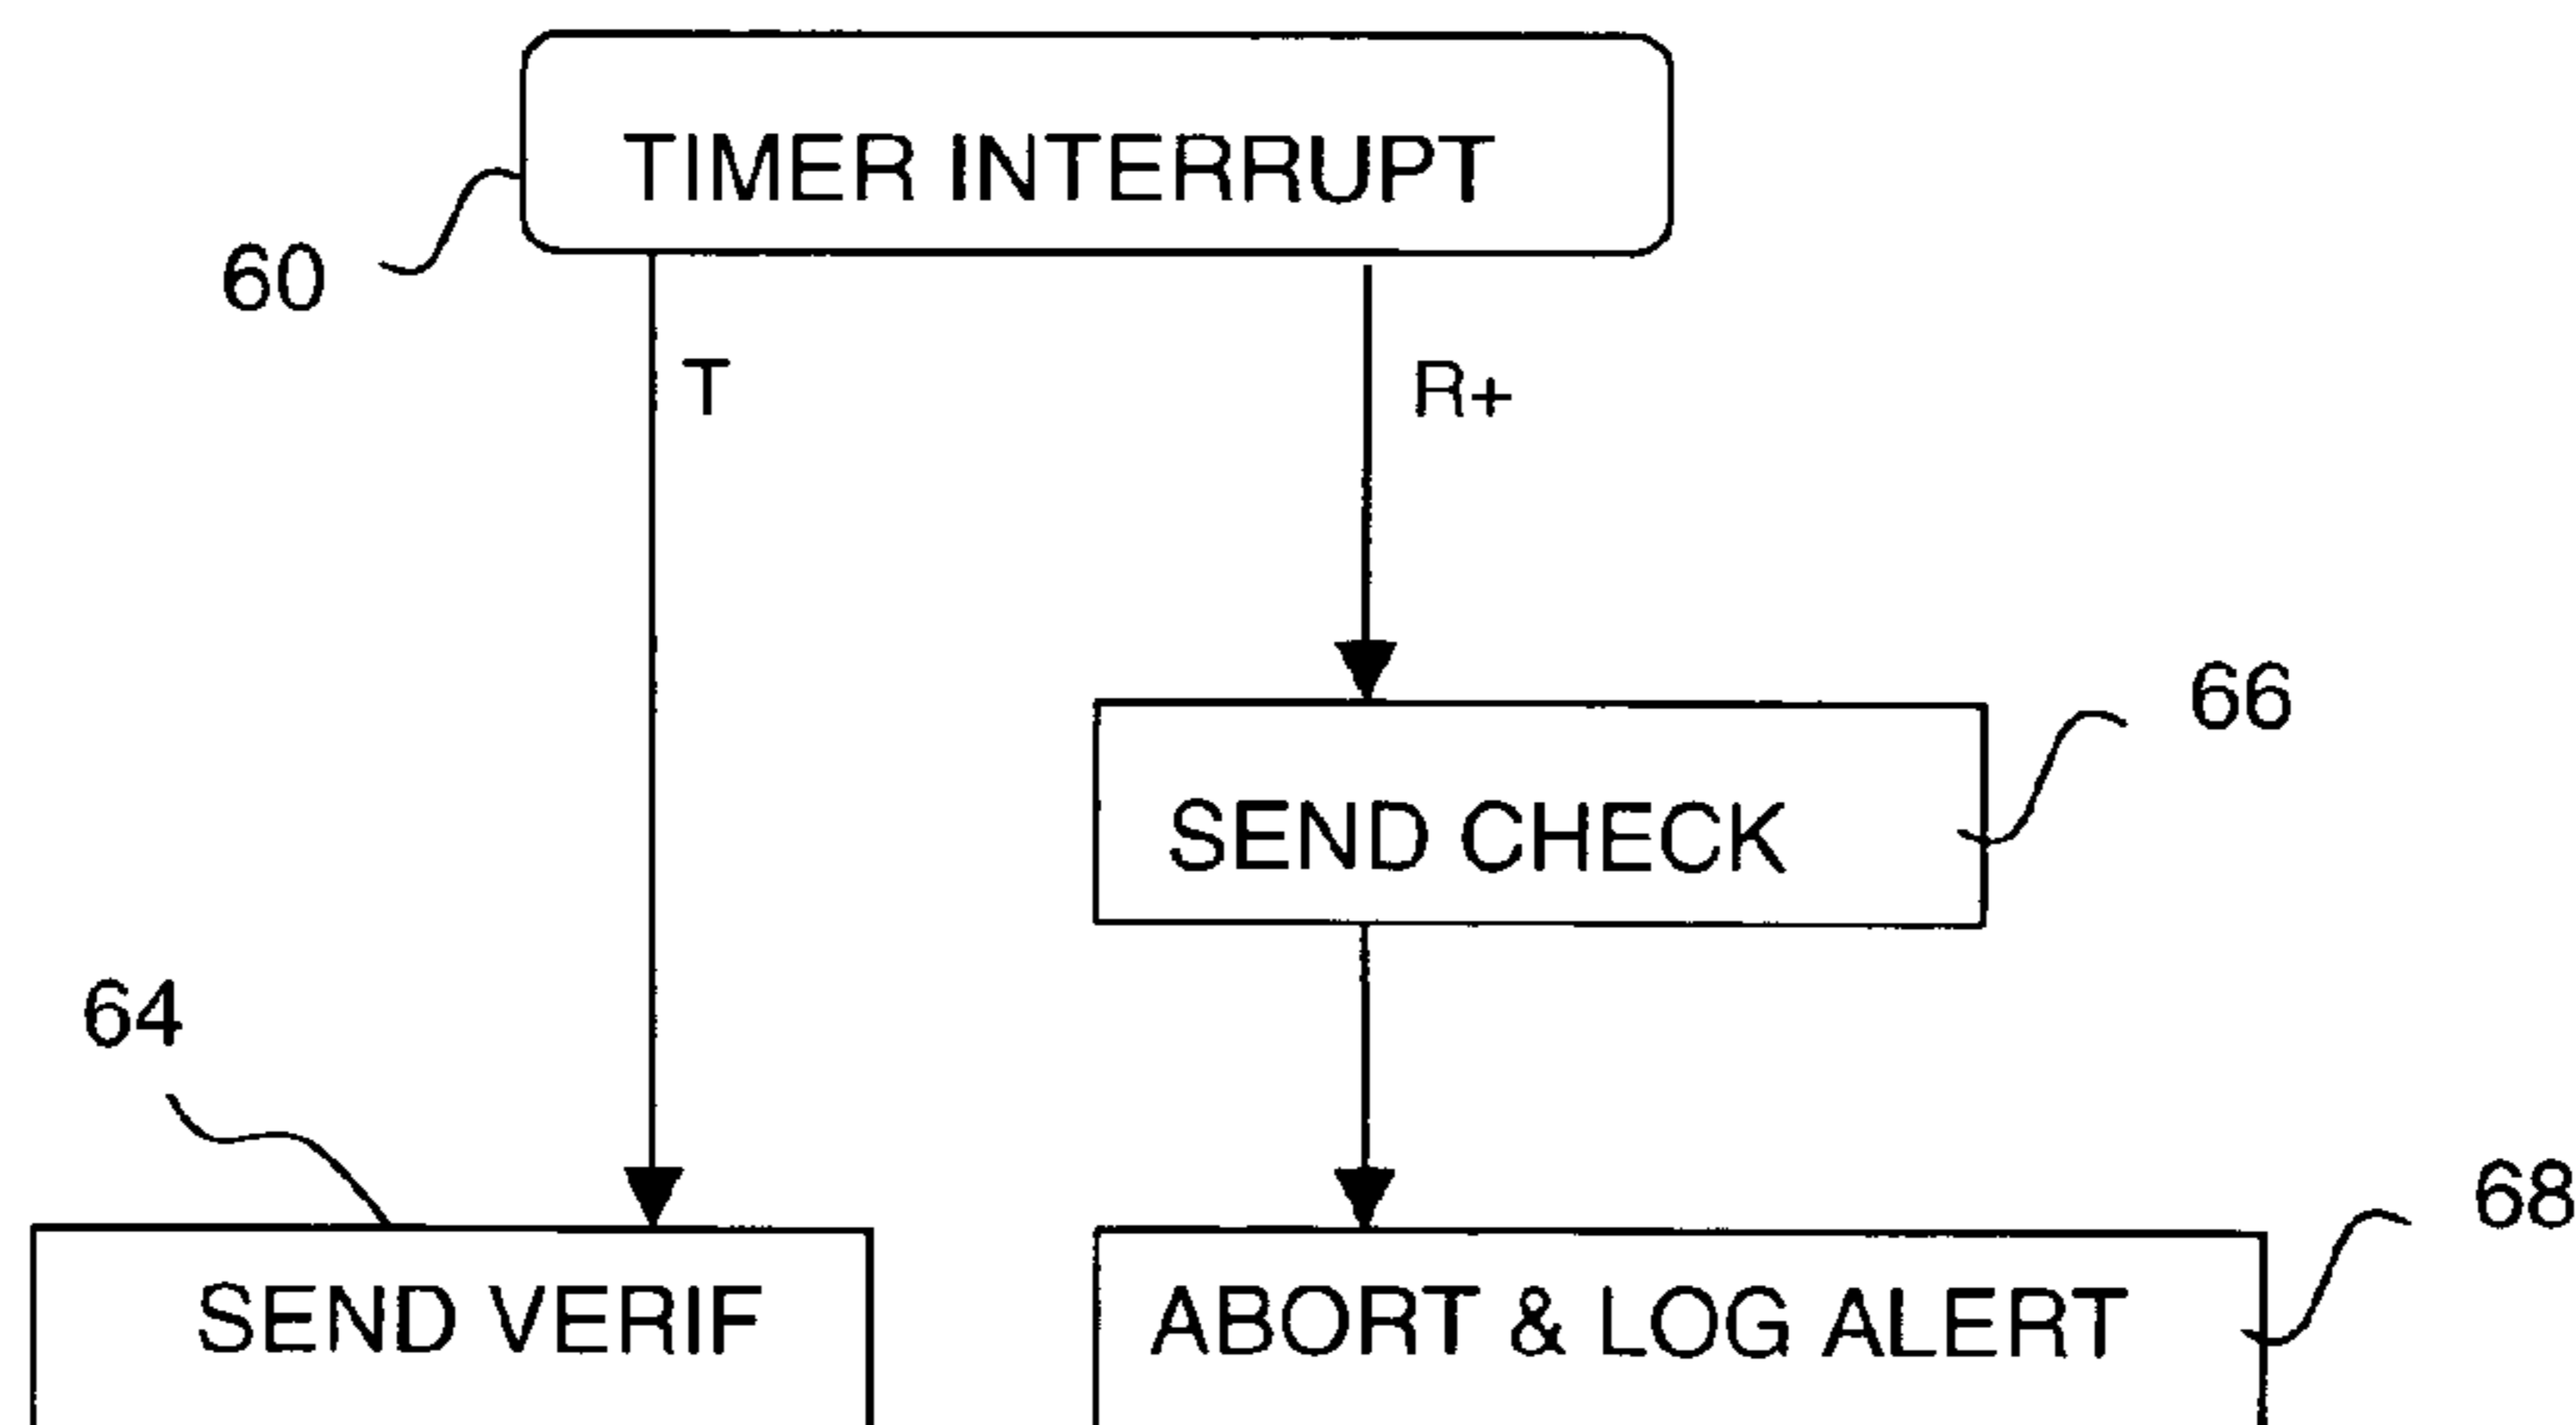 TIMER INTERRUPT
60
T
R+
66
SEND CHECK
64
68
SEND VERIF
ABORT & LOG ALERT